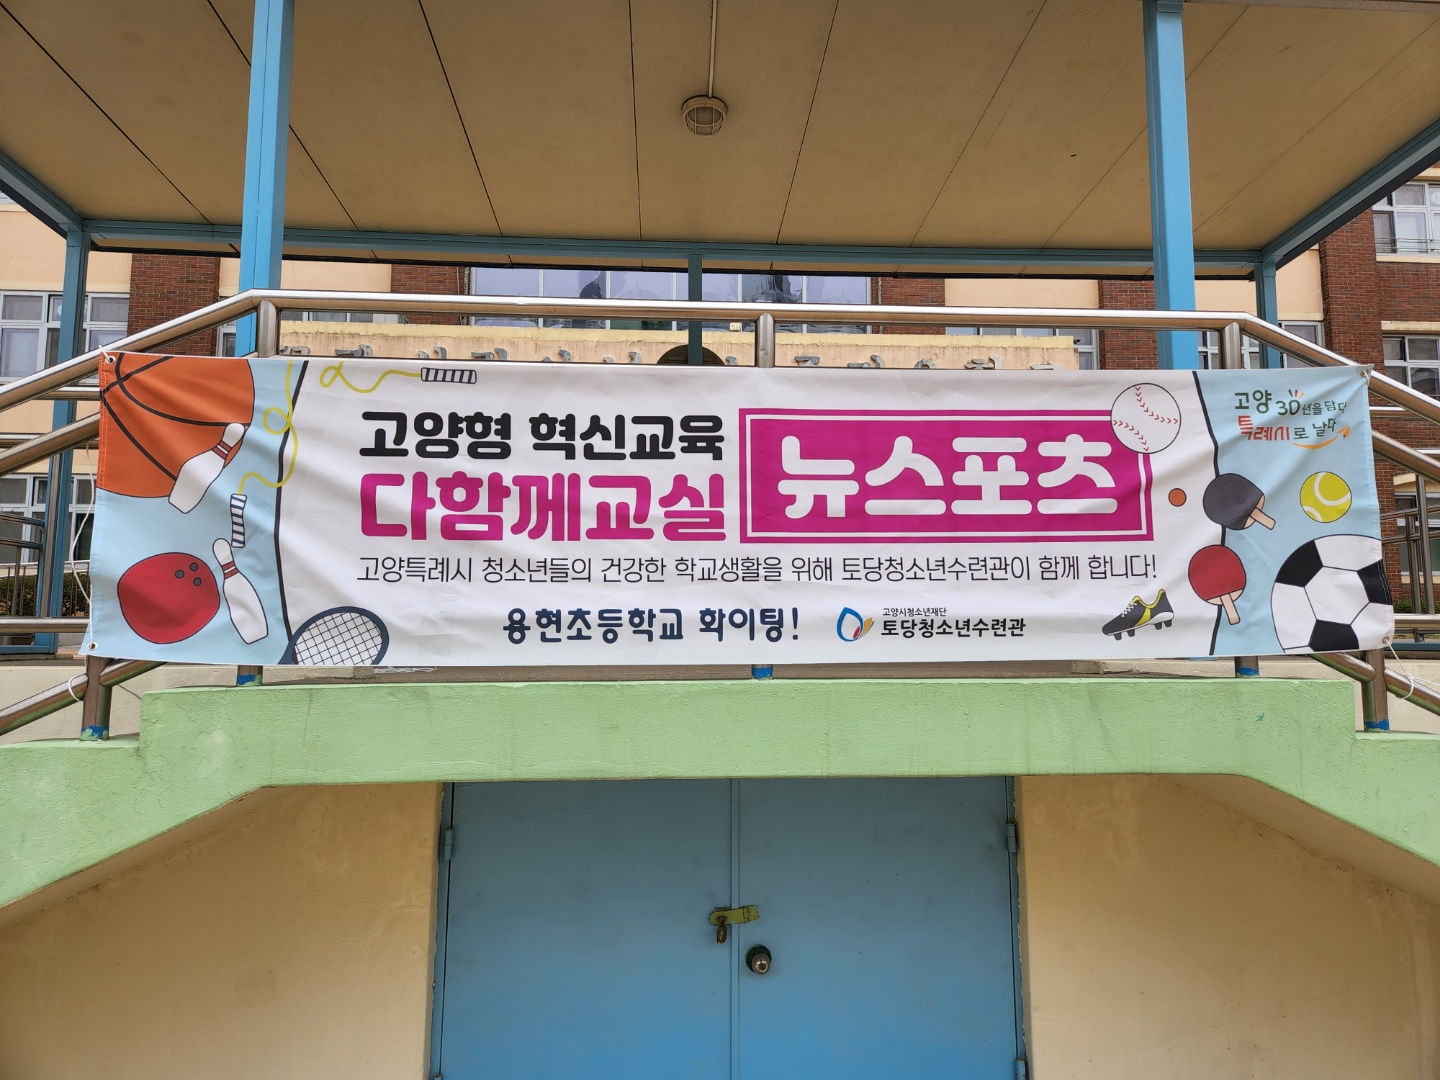 고양형 혁신교육
다함께교실
뉴스포츠
고양특례시 청소년들의 건강한 학교생활을 위해 토당청소년수련관이 함께 합니다!
용현초등학교 화이팅!
고양시청소년재단
토당청소년수련관
고양 30년을 담다
특례시로 날다